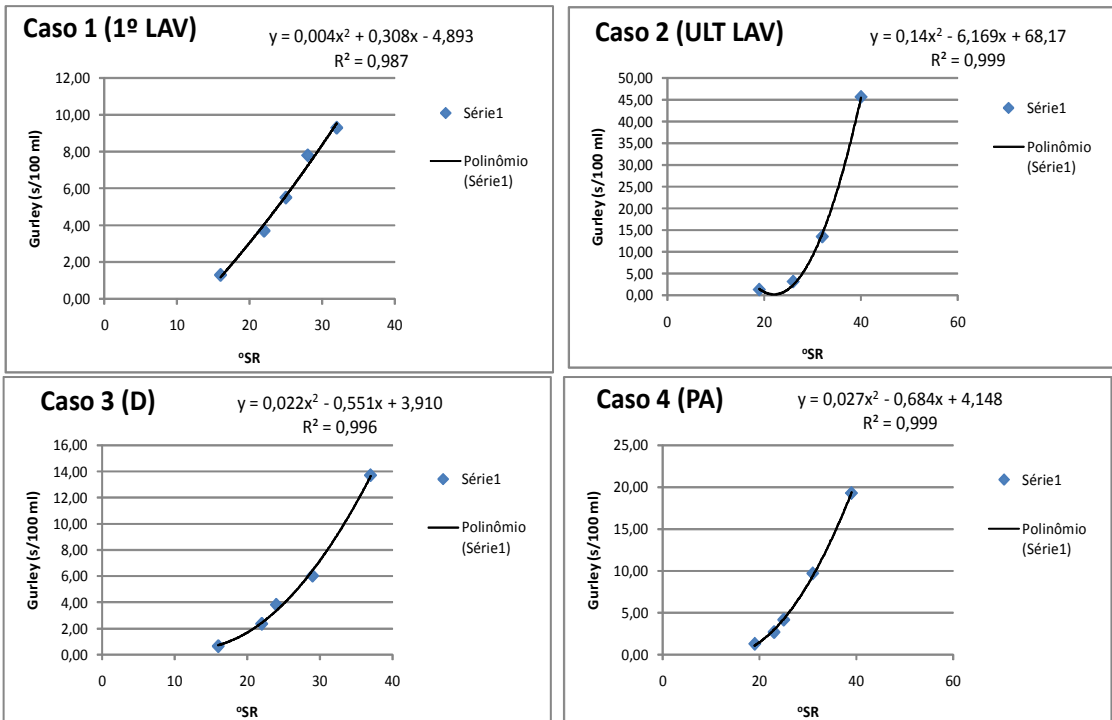 Caso 1 (1º LAV)
y = 0,004x² + 0,308x - 4,893
R² = 0,987
12,00
10,00
8,00
6,00
4,00
2,00
0,00
Gurley (s/100 ml)
0 10 20 30 40
ºSR
Série1
Polinômio
(Série1)
Caso 2 (ULT LAV)
y = 0,14x² - 6,169x + 68,17
R² = 0,999
50,00
45,00
40,00
35,00
30,00
25,00
20,00
15,00
10,00
5,00
0,00
Gurley (s/100 ml)
0 20 40 60
ºSR
Série1
Polinômio
(Série1)
Caso 3 (D)
y = 0,022x² - 0,551x + 3,910
R² = 0,996
16,00
14,00
12,00
10,00
8,00
6,00
4,00
2,00
0,00
Gurley (s/100 ml)
0 10 20 30 40
ºSR
Série1
Polinômio
(Série1)
Caso 4 (PA)
y = 0,027x² - 0,684x + 4,148
R² = 0,999
25,00
20,00
15,00
10,00
5,00
0,00
Gurley (s/100 ml)
0 20 40 60
ºSR
Série1
Polinômio
(Série1)